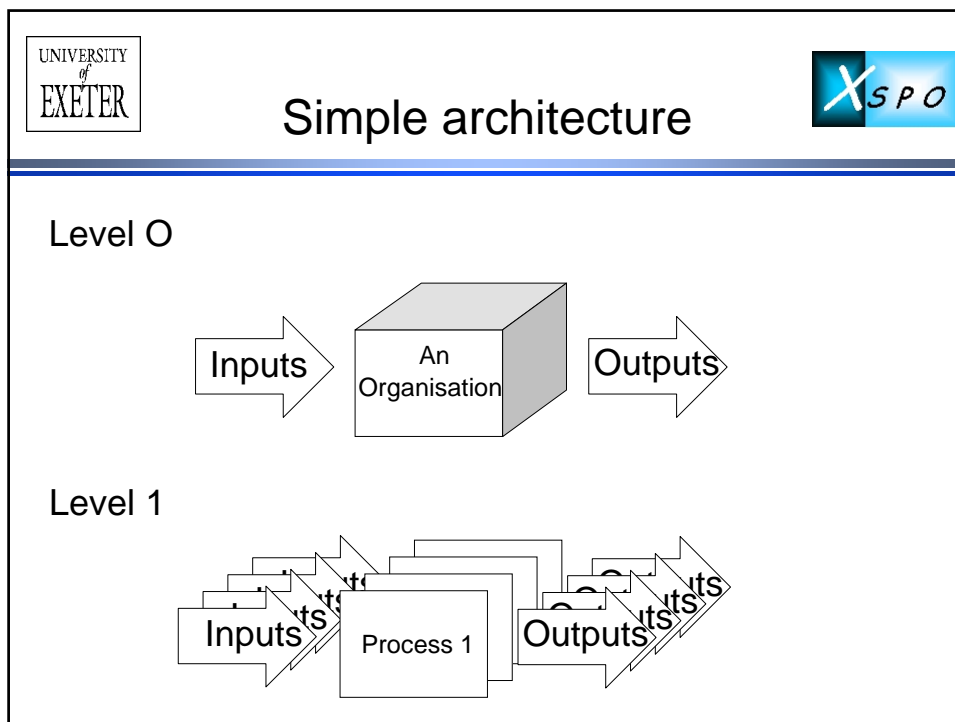 UNIVERSITY
of
EXETER
XSPO
Simple architecture
Level O
Inputs
An
Organisation
Outputs
Level 1
Inputs
Process 1
Outputs